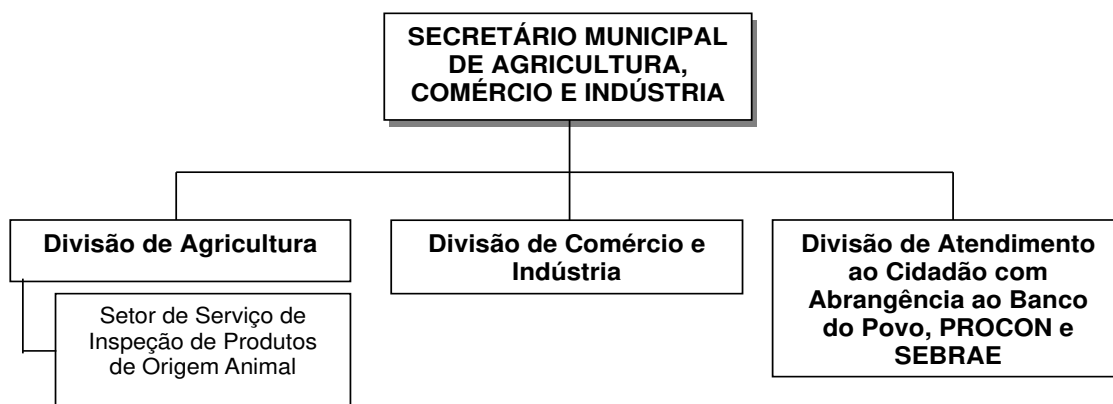 SECRETÁRIO MUNICIPAL
DE AGRICULTURA,
COMÉRCIO E INDÚSTRIA
Divisão de Agricultura
Setor de Serviço de
Inspeção de Produtos
de Origem Animal
Divisão de Comércio e
Indústria
Divisão de Atendimento
ao Cidadão com
Abrangência ao Banco
do Povo, PROCON e
SEBRAE